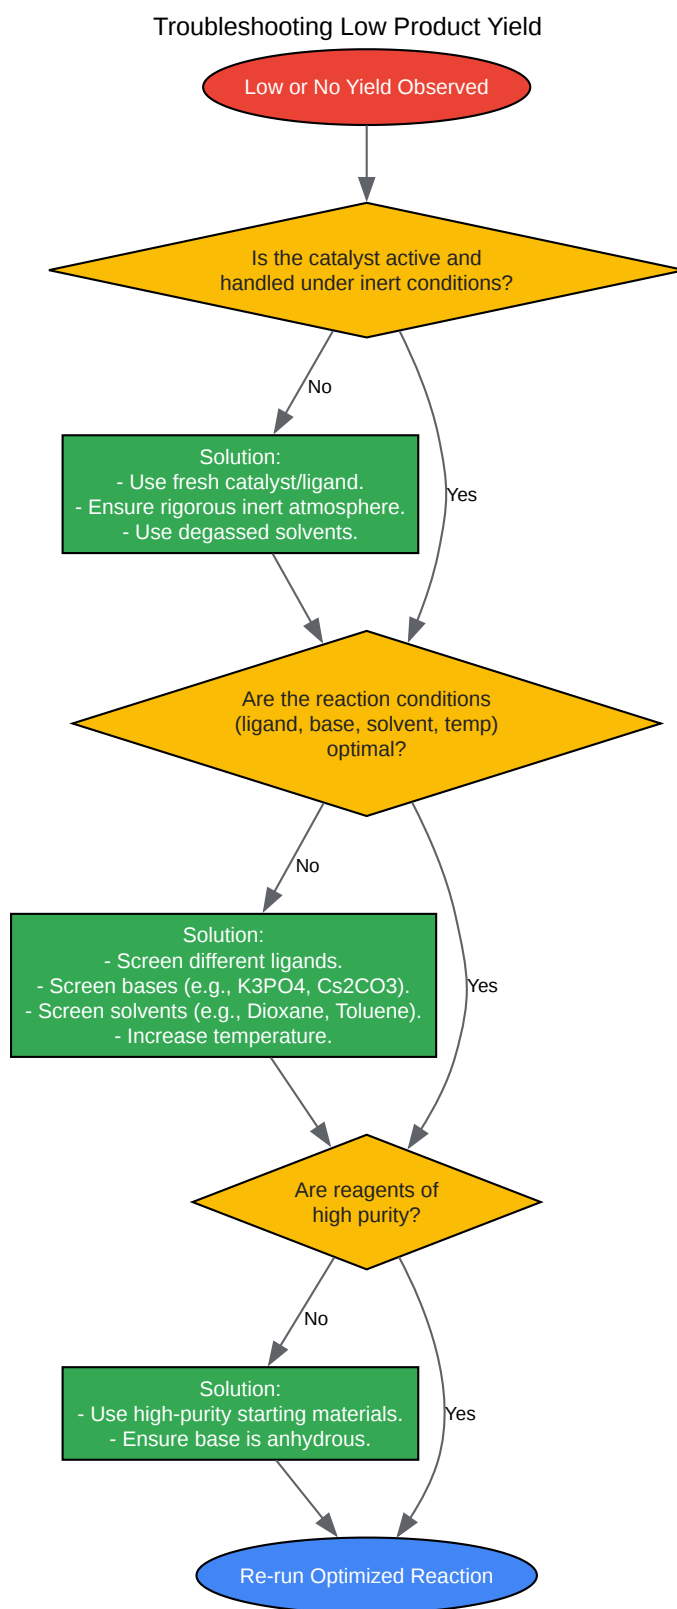 Troubleshooting Low Product Yield
Low or No Yield Observed
Is the catalyst active and
handled under inert conditions?
No
Solution:
- Use fresh catalyst/ligand.
- Ensure rigorous inert atmosphere.
- Use degassed solvents.
Yes
Are the reaction conditions
(ligand, base, solvent, temp)
optimal?
No
Solution:
- Screen different ligands.
- Screen bases (e.g., K3PO4, Cs2CO3).
- Screen solvents (e.g., Dioxane, Toluene).
- Increase temperature.
Yes
Are reagents of
high purity?
No
Solution:
- Use high-purity starting materials.
- Ensure base is anhydrous.
Yes
Re-run Optimized Reaction